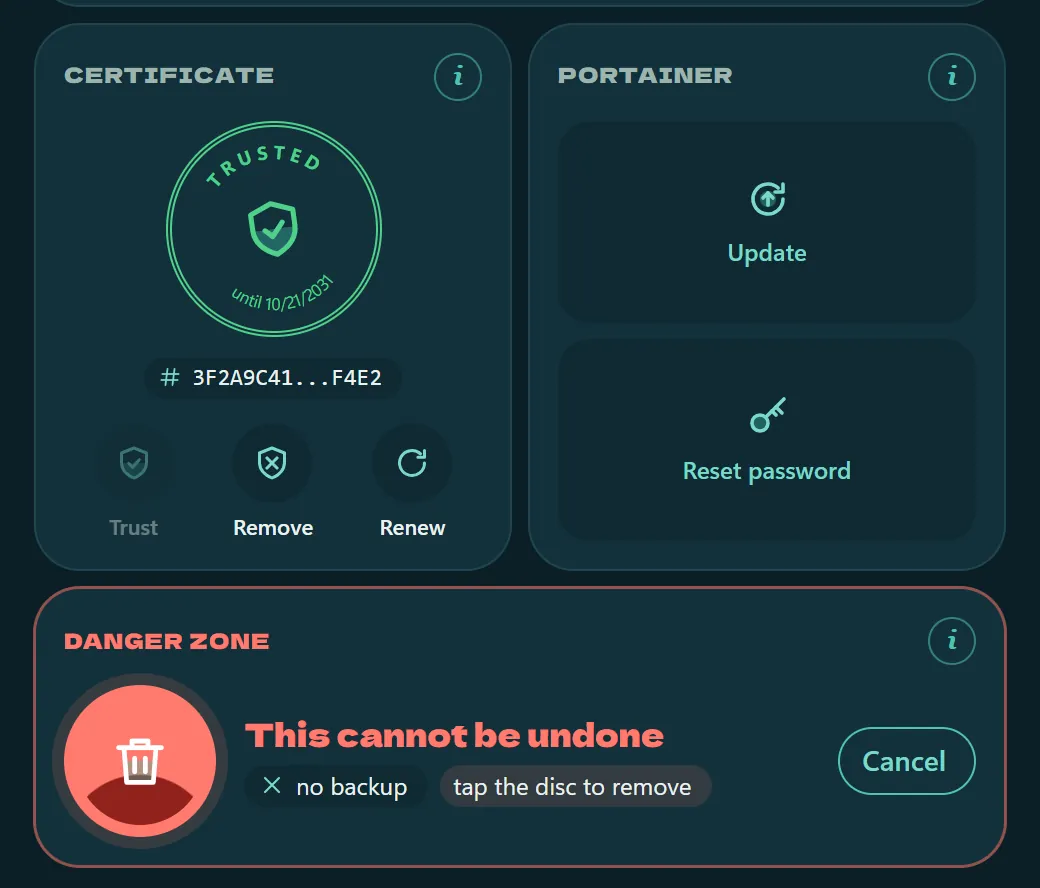 CERTIFICATE
TRUSTED
until 10/21/2031
# 3F2A9C41...F4E2
Trust
Remove
Renew
PORTAINER
i
Update
Reset password
DANGER ZONE
i
This cannot be undone
no backup
tap the disc to remove
Cancel